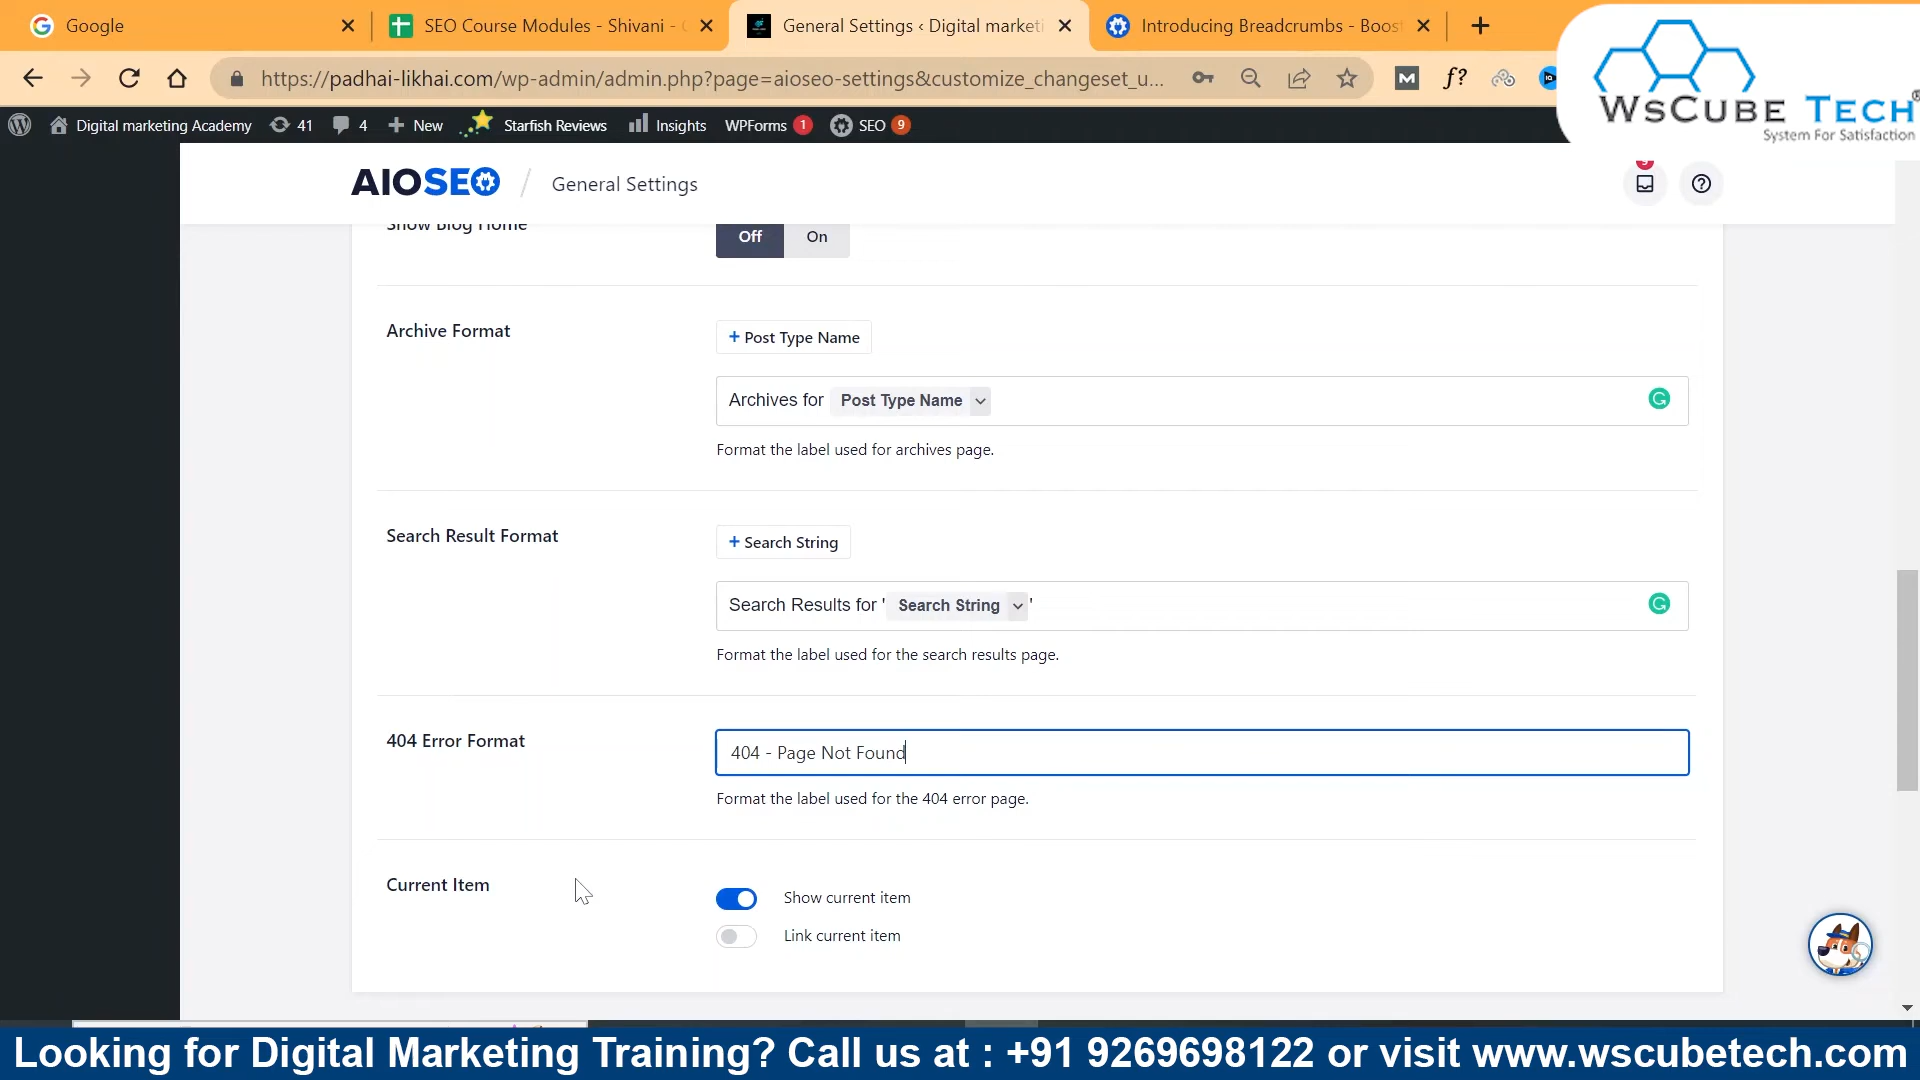 Google
SEO Course Modules - Shivani -
General Settings ‹ Digital marketi
Introducing Breadcrumbs - Boos
https://padhai-likhai.com/wp-admin/admin.php?page=aioseo-settings&customize_changeset_u...
M
f?
WsCube Tech®
System For Satisfaction
Digital marketing Academy
41
4
New
Starfish Reviews
Insights
WPForms 1
SEO 9
AIOSEO / General Settings
Show Blog Home
Off On
Archive Format
+ Post Type Name
Archives for Post Type Name
Format the label used for archives page.
Search Result Format
+ Search String
Search Results for ' Search String '
Format the label used for the search results page.
404 Error Format
404 - Page Not Found
Format the label used for the 404 error page.
Current Item
Show current item
Link current item
Looking for Digital Marketing Training? Call us at : +91 9269698122 or visit www.wscubetech.com